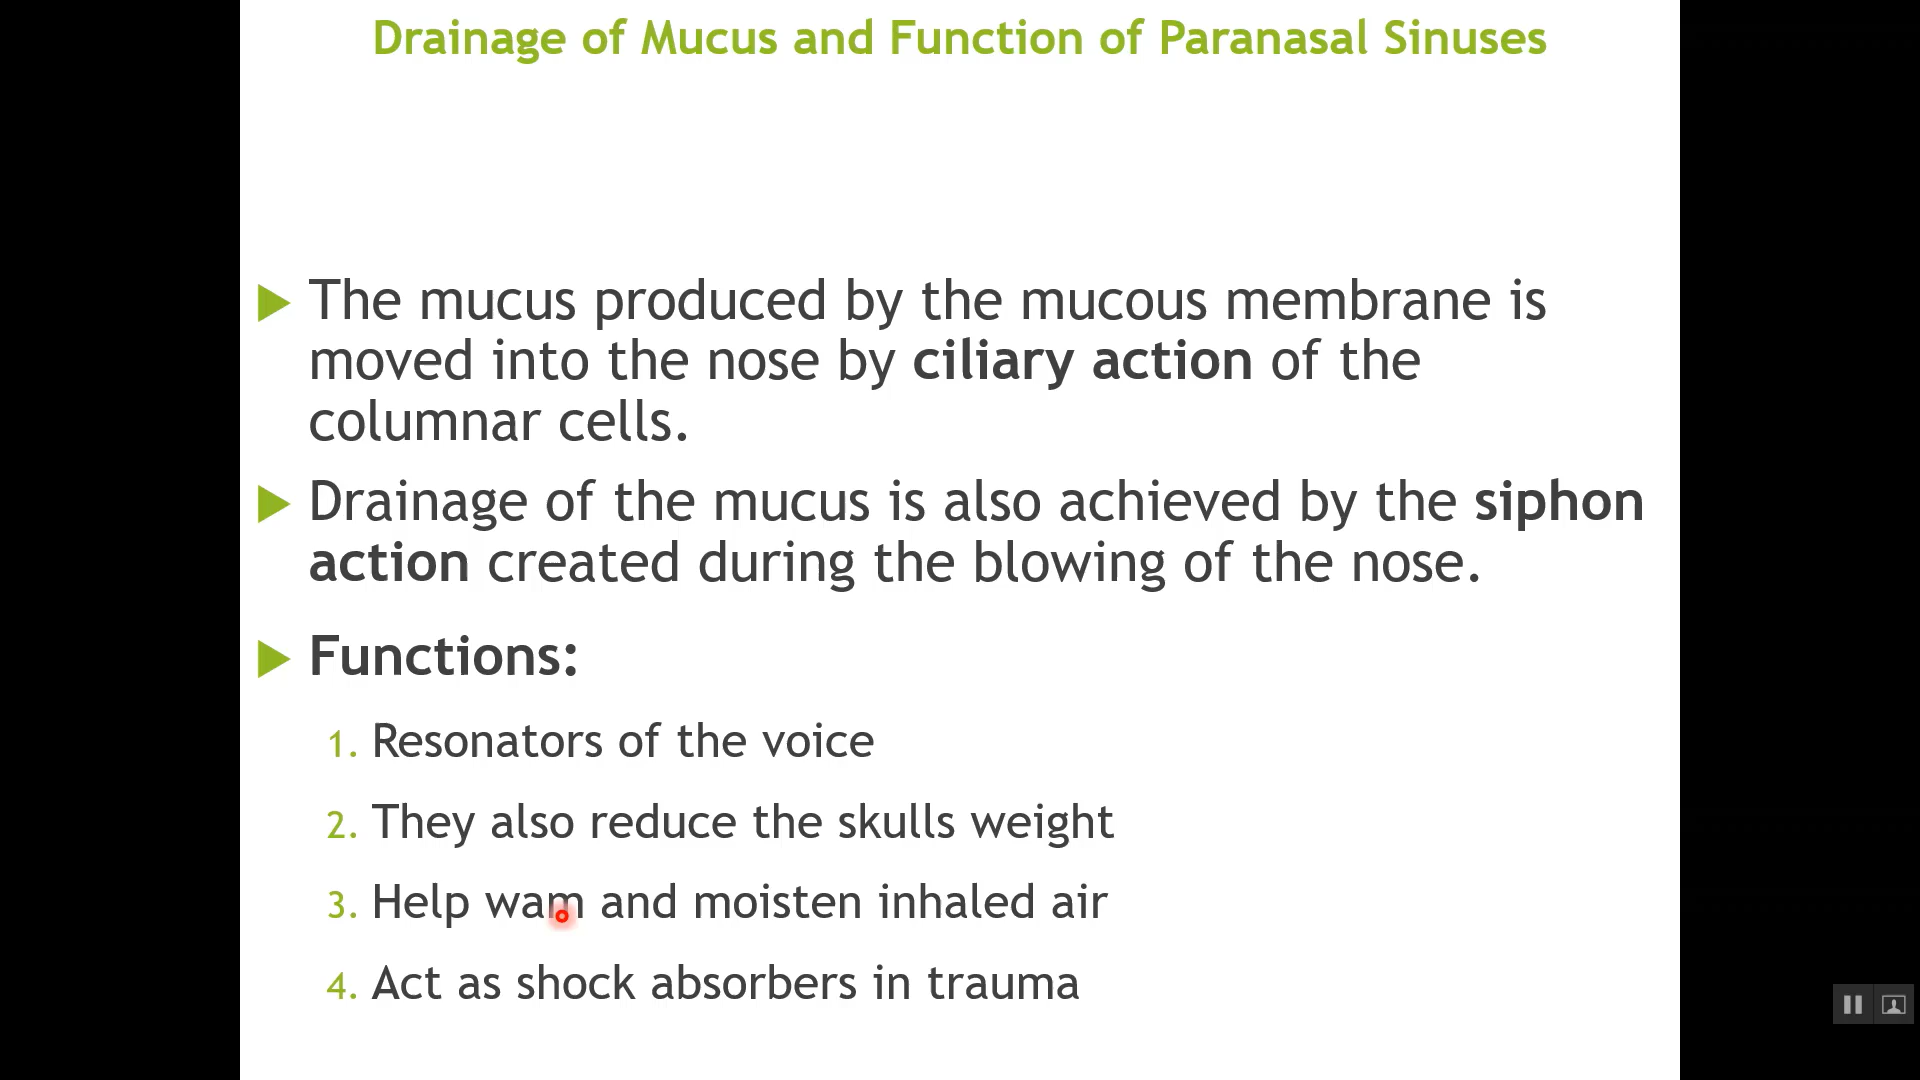 Drainage of Mucus and Function of Paranasal Sinuses
The mucus produced by the mucous membrane is
moved into the nose by ciliary action of the
columnar cells.
Drainage of the mucus is also achieved by the siphon
action created during the blowing of the nose.
Functions:
1. Resonators of the voice
2. They also reduce the skulls weight
3. Help wam and moisten inhaled air
4. Act as shock absorbers in trauma